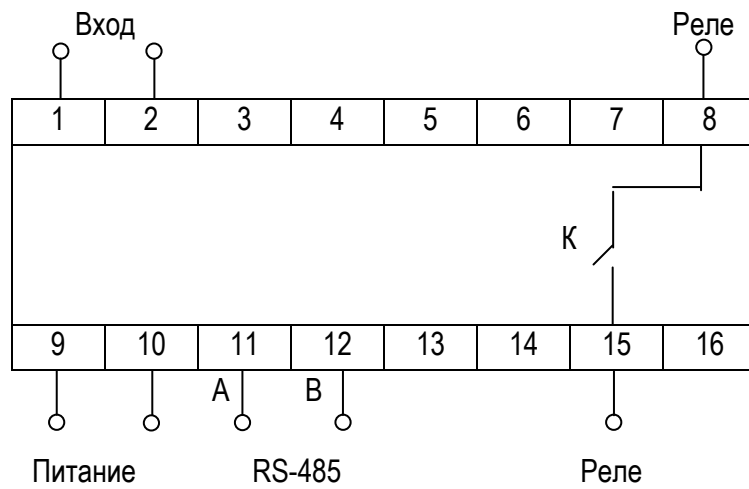 Вход Реле
1 2 3 4 5 6 7 8
К
9 10 11 12 13 14 15 16
А В
Питание RS-485 Реле